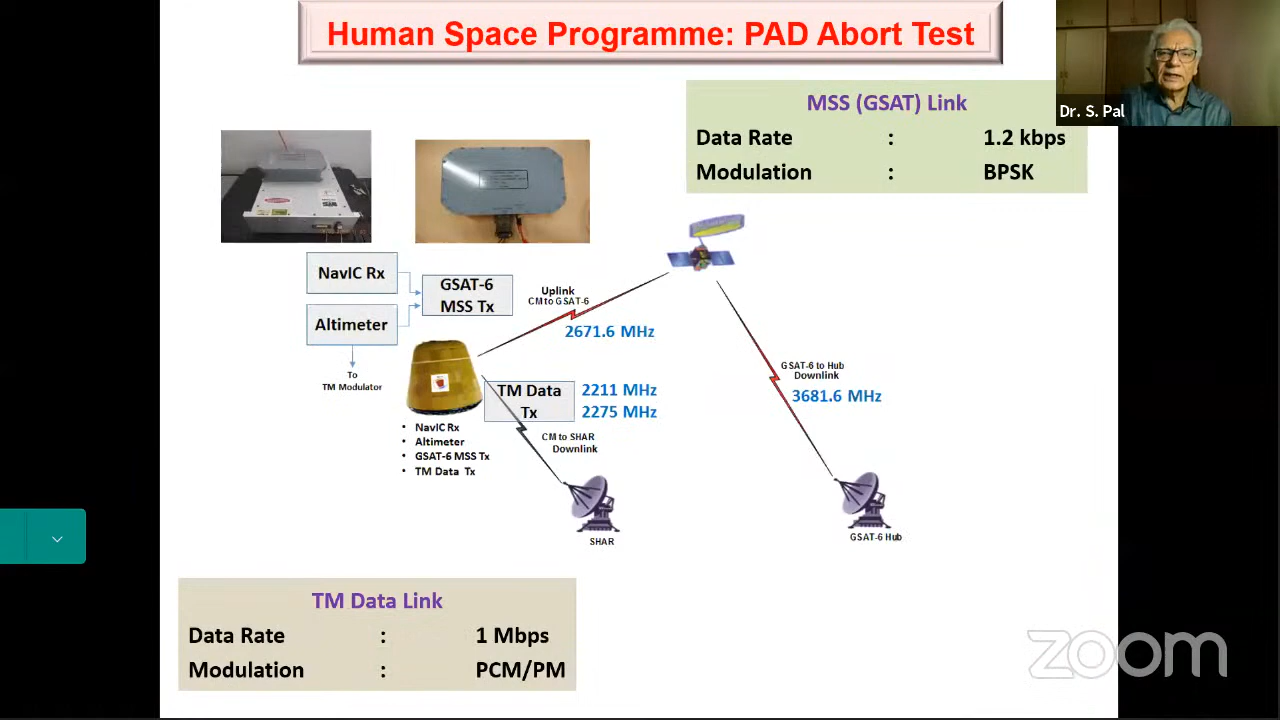 Human Space Programme: PAD Abort Test
Dr. S. Pal
MSS (GSAT) Link
Data Rate : 1.2 kbps
Modulation : BPSK
NavIC Rx
Altimeter
GSAT-6
MSS Tx
To
TM Modulator
Uplink
CM to GSAT-6
2671.6 MHz
TM Data
Tx
2211 MHz
2275 MHz
CM to SHAR
Downlink
GSAT-6 to Hub
Downlink
3681.6 MHz
• NavIC Rx
• Altimeter
• GSAT-6 MSS Tx
• TM Data Tx
SHAR
GSAT-6 Hub
TM Data Link
Data Rate : 1 Mbps
Modulation : PCM/PM
zoom